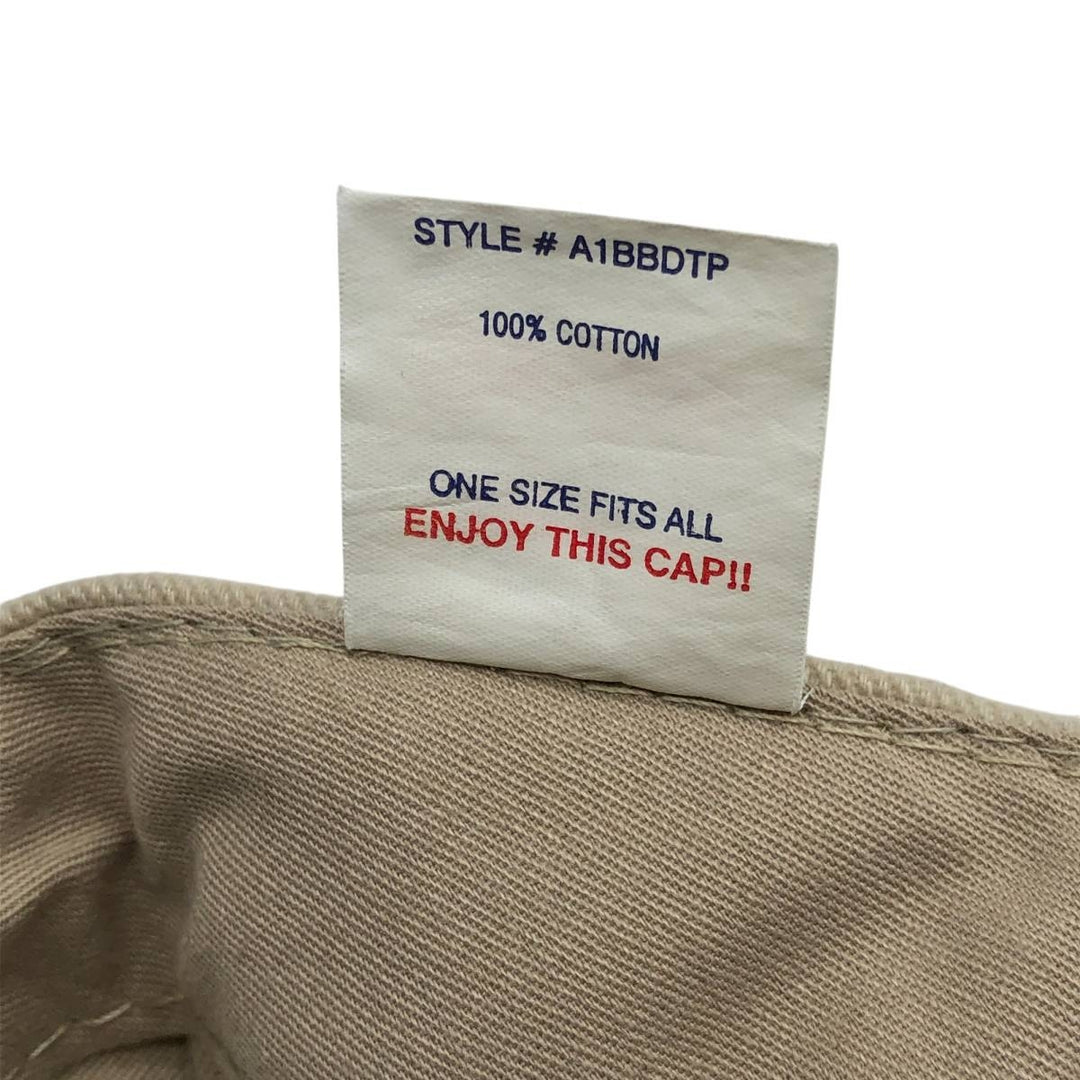 STYLE # A1BBDTP
100% COTTON
ONE SIZE FITS ALL
ENJOY THIS CAP!!